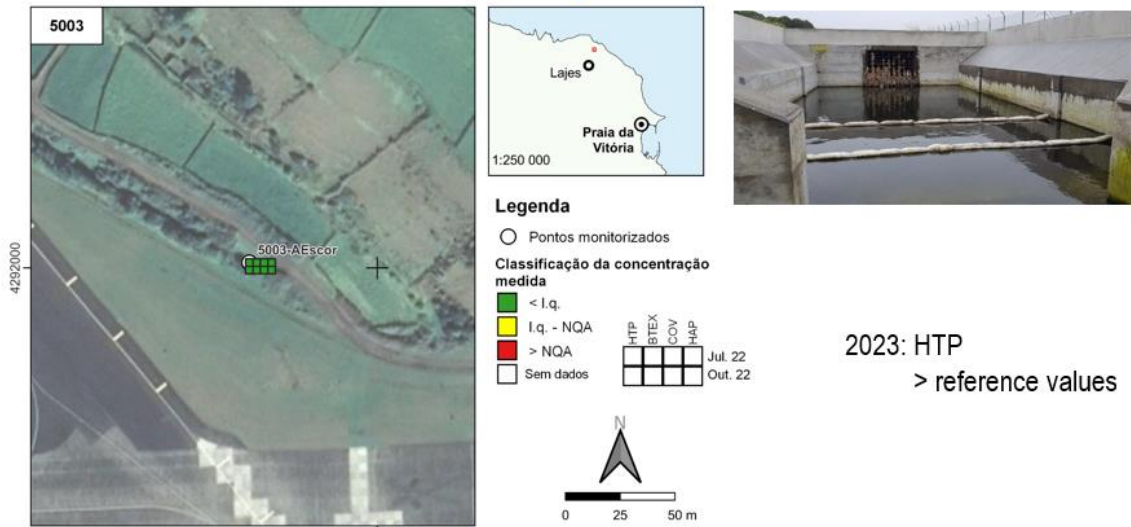 5003
4292000
5003-AEscor
Lajes
Praia da
Vitória
1:250 000
Legenda
Pontos monitorizados
Classificação da concentração
medida
< l.q.
l.q. - NQA
> NQA
Sem dados
HTP
BTEX
COV
HAP
Jul. 22
Out. 22
N
0 25 50 m
2023: HTP
> reference values